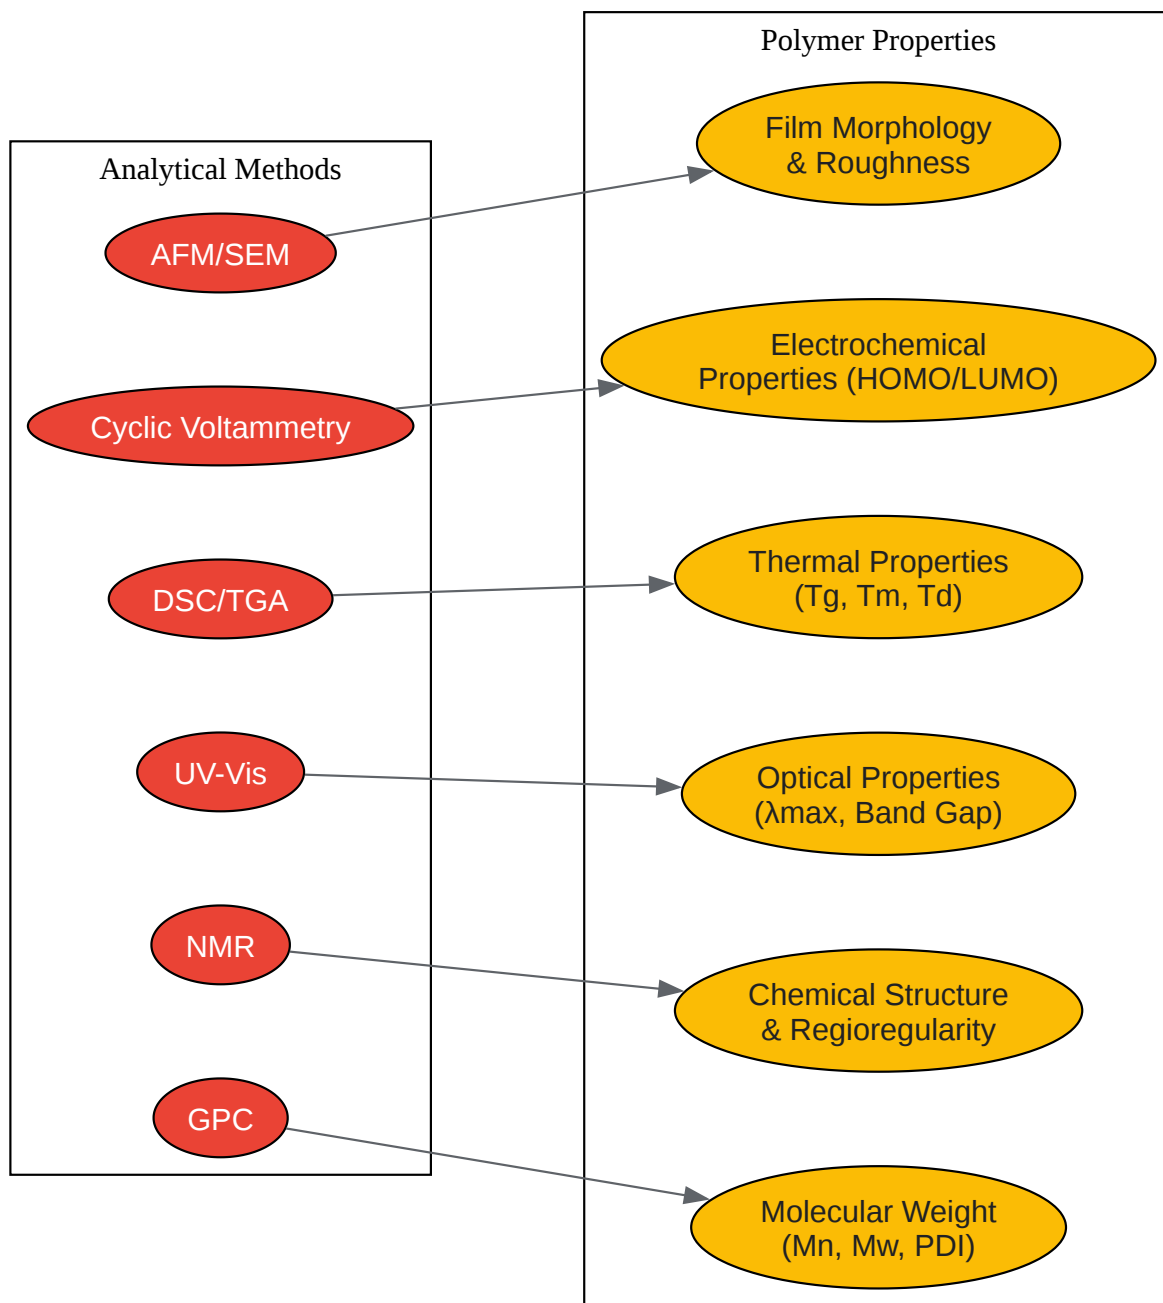 Polymer Properties
Analytical Methods
Film Morphology
& Roughness
AFM/SEM
Electrochemical
Properties (HOMO/LUMO)
Cyclic Voltammetry
Thermal Properties
(Tg, Tm, Td)
DSC/TGA
Optical Properties
(λmax, Band Gap)
UV-Vis
Chemical Structure
& Regioregularity
NMR
Molecular Weight
(Mn, Mw, PDI)
GPC